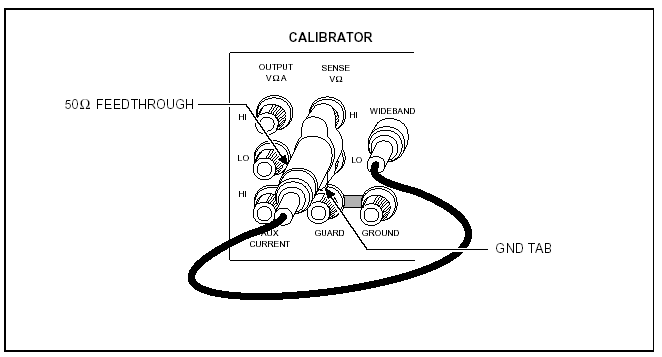 CALIBRATOR
OUTPUT
VΩA
SENSE
VΩ
50Ω FEEDTHROUGH
HI
HI
WIDEBAND
LO
LO
HI
AUX
CURRENT
GUARD
GROUND
GND TAB